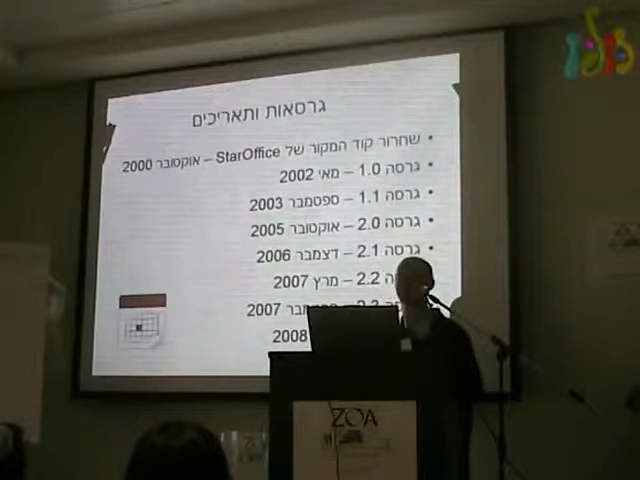 גרסאות ותאריכים
• שחרור קוד המקור של StarOffice – אוקטובר 2000
• גרסה 1.0 – מאי 2002
• גרסה 1.1 – ספטמבר 2003
• גרסה 2.0 – אוקטובר 2005
• גרסה 2.1 – דצמבר 2006
2.2 – מרץ 2007
2007
2008
ZOA